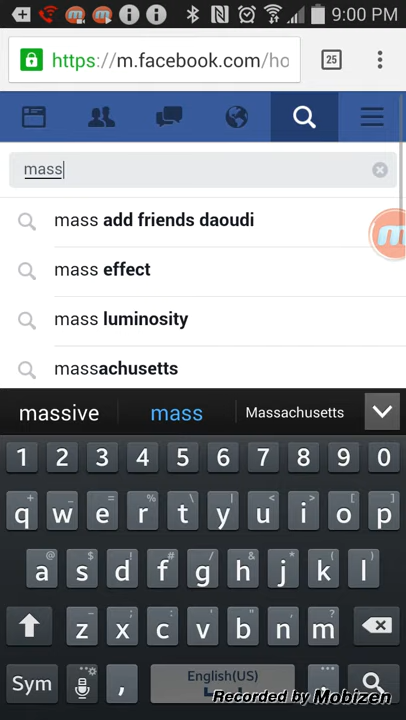 9:00 PM
https://m.facebook.com/ho
25
mass
mass add friends daoudi
mass effect
mass luminosity
massachusetts
massive mass Massachusetts
1 2 3 4 5 6 7 8 9 0
q w e r t y u i o p
a s d f g h j k l
z x c v b n m
Sym , English(US) .
Recorded by Mobizen